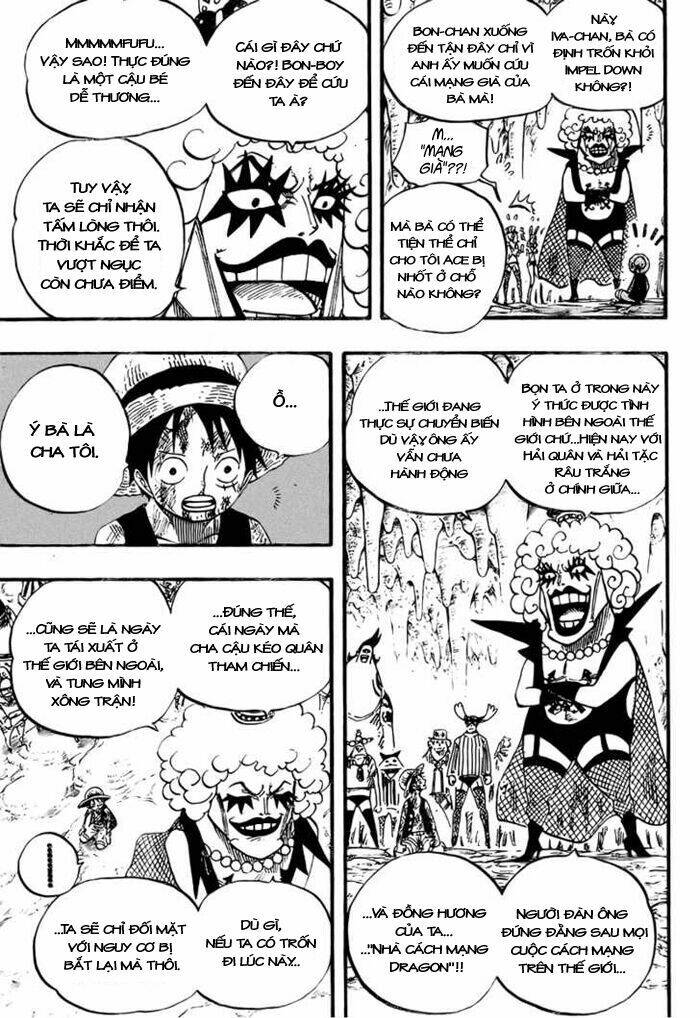 NÀY,
IVA-CHAN, BÀ CÓ
ĐỊNH TRỐN KHỎI
IMPEL DOWN
KHÔNG?!
BON-CHAN XUỐNG
ĐẾN TẬN ĐÂY CHỈ VÌ
ANH ẤY MUỐN CỨU
CÁI MẠNG GIÀ CỦA
BÀ MÀ!
M...
"MẠNG
GIÀ"??!
MÀ BÀ CÓ THỂ
TIỆN THỂ CHỈ
CHO TÔI ACE BỊ
NHỐT Ở CHỖ
NÀO KHÔNG?
CÁI GÌ ĐÂY CHỨ
NÀO?! BON-BOY
ĐẾN ĐÂY ĐỂ CỨU
TA À?
MMMMMFUFU...
VẬY SAO! THỰC ĐÚNG
LÀ MỘT CẬU BÉ
DỄ THƯƠNG...
TUY VẬY,
TA SẼ CHỈ NHẬN
TẤM LÒNG THÔI.
THỜI KHẮC ĐỂ TA
VƯỢT NGỤC
CÒN CHƯA ĐIỂM.
BỌN TA Ở TRONG NÀY
Ý THỨC ĐƯỢC TÌNH
HÌNH BÊN NGOÀI THẾ
GIỚI CHỨ...HIỆN NAY VỚI
HẢI QUÂN VÀ HẢI TẶC
RÂU TRẮNG
Ở CHÍNH GIỮA...
...THẾ GIỚI ĐANG
THỰC SỰ CHUYỂN BIẾN
DÙ VẬY, ÔNG ẤY
VẪN CHƯA
HÀNH ĐỘNG
NGƯỜI ĐÀN ÔNG
ĐỨNG ĐẰNG SAU MỌI
CUỘC CÁCH MẠNG
TRÊN THẾ GIỚI...
...VÀ ĐỒNG HƯƠNG
CỦA TA...
..."NHÀ CÁCH MẠNG
DRAGON"!!
Ồ...
Ý BÀ LÀ
CHA TÔI.
...ĐÚNG THẾ,
CÁI NGÀY MÀ
CHA CẬU KÉO QUÂN
THAM CHIẾN...
...CŨNG SẼ LÀ NGÀY
TA TÁI XUẤT Ở
THẾ GIỚI BÊN NGOÀI,
VÀ TUNG MÌNH
XÔNG TRẬN!
DÙ GÌ,
NẾU TA CÓ TRỐN
ĐI LÚC NÀY...
...TA SẼ CHỈ ĐỐI MẶT
VỚI NGUY CƠ BỊ
BẮT LẠI MÀ THÔI.